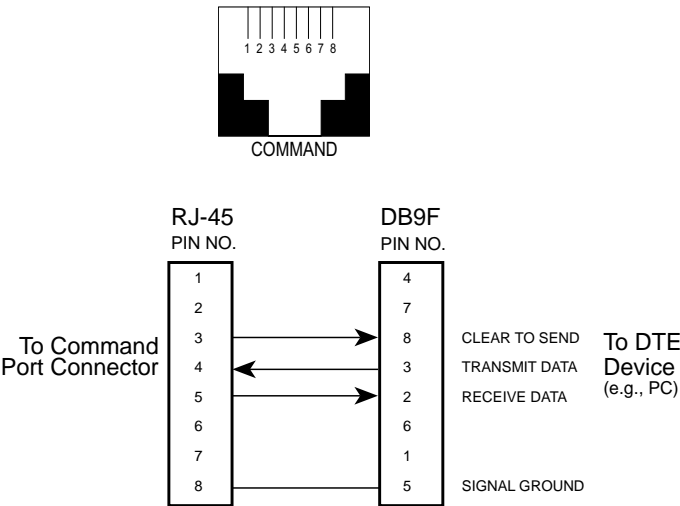 1 2 3 4 5 6 7 8
COMMAND
RJ-45 DB9F
PIN NO. PIN NO.
1 4
2 7
3 8 CLEAR TO SEND
4 3 TRANSMIT DATA
5 2 RECEIVE DATA
6 6
7 1
8 5 SIGNAL GROUND
To Command
Port Connector
To DTE
Device
(e.g., PC)